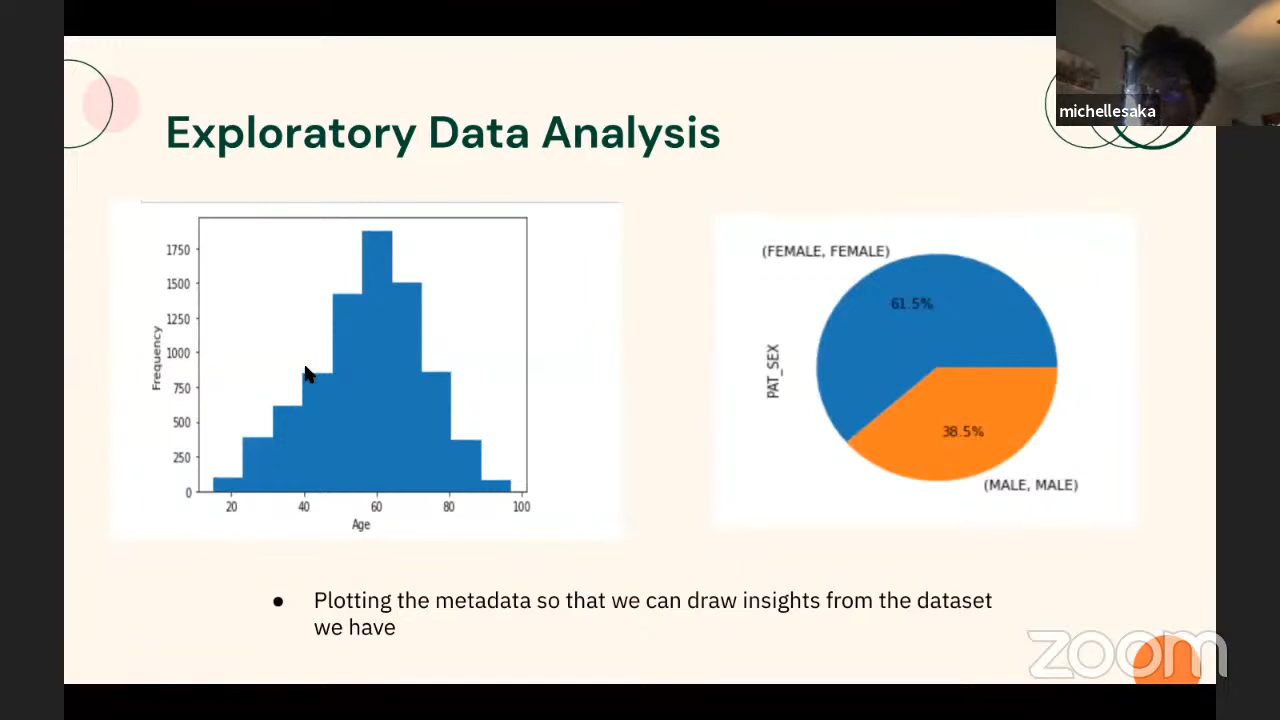 michellesaka
Exploratory Data Analysis
1750
1500
1250
1000
750
500
250
0
Frequency
20 40 60 80 100
Age
(FEMALE, FEMALE)
61.5%
PAT_SEX
38.5%
(MALE, MALE)
● Plotting the metadata so that we can draw insights from the dataset
we have
zoom